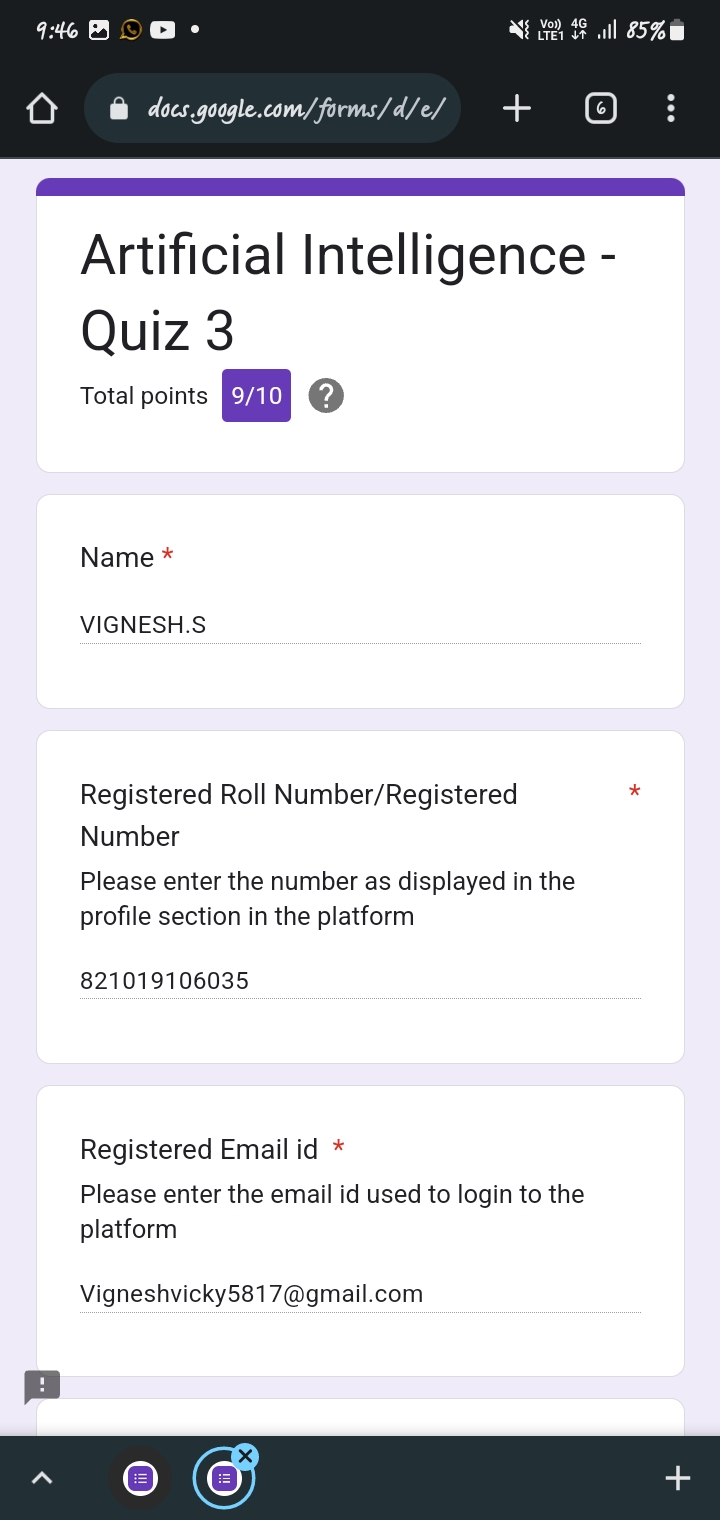 9:46
Vo))
LTE1
4G
85%
docs.google.com/forms/d/e/
6
Artificial Intelligence -
Quiz 3
Total points 9/10
Name *
VIGNESH.S
Registered Roll Number/Registered *
Number
Please enter the number as displayed in the
profile section in the platform
821019106035
Registered Email id *
Please enter the email id used to login to the
platform
Vigneshvicky5817@gmail.com